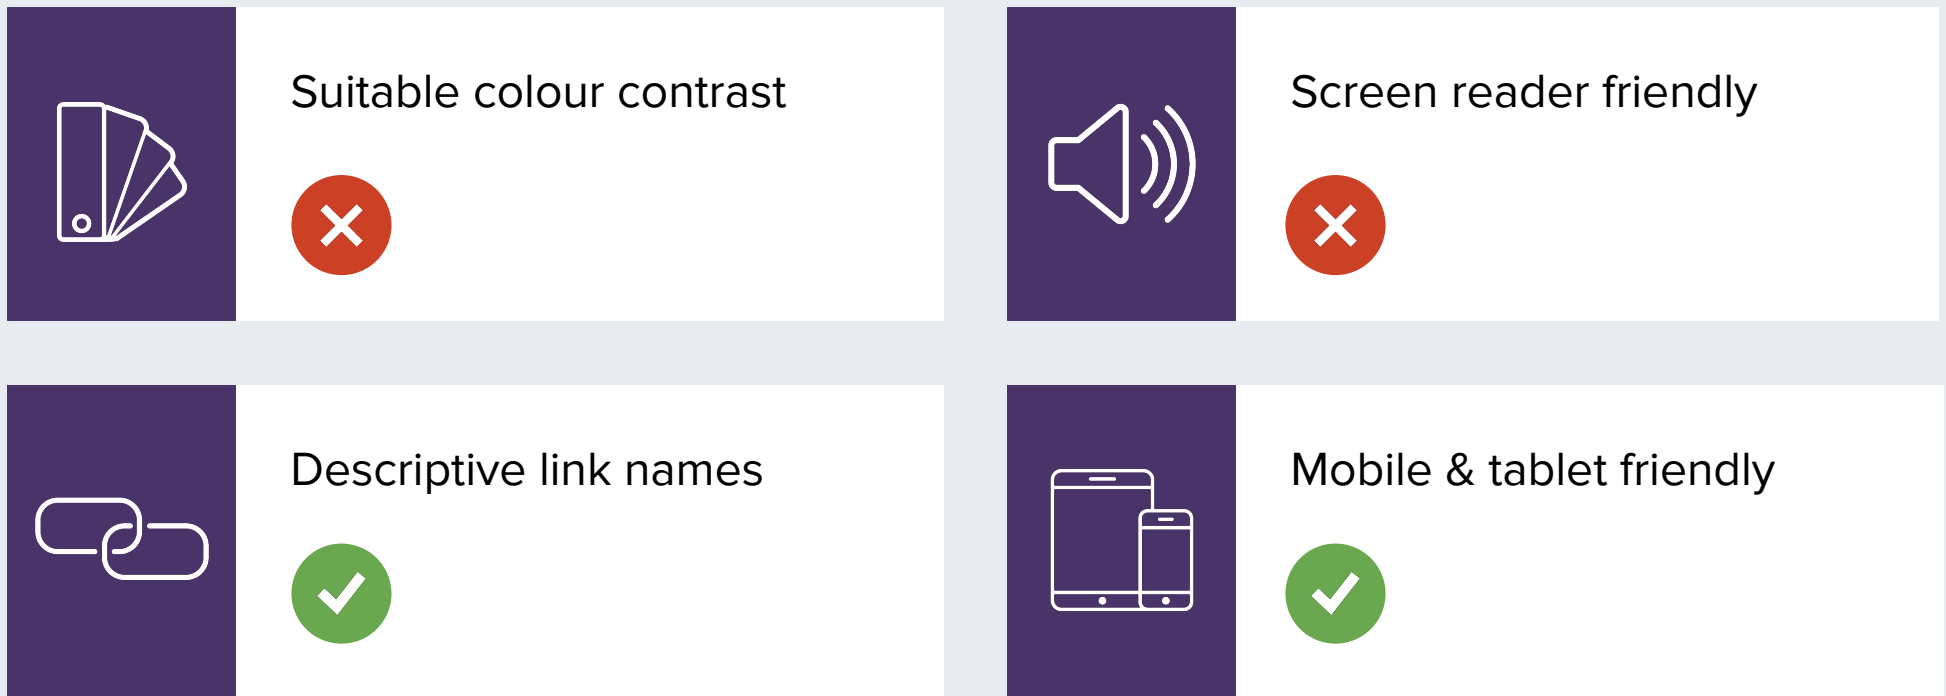 Suitable colour contrast
Screen reader friendly
Descriptive link names
Mobile & tablet friendly